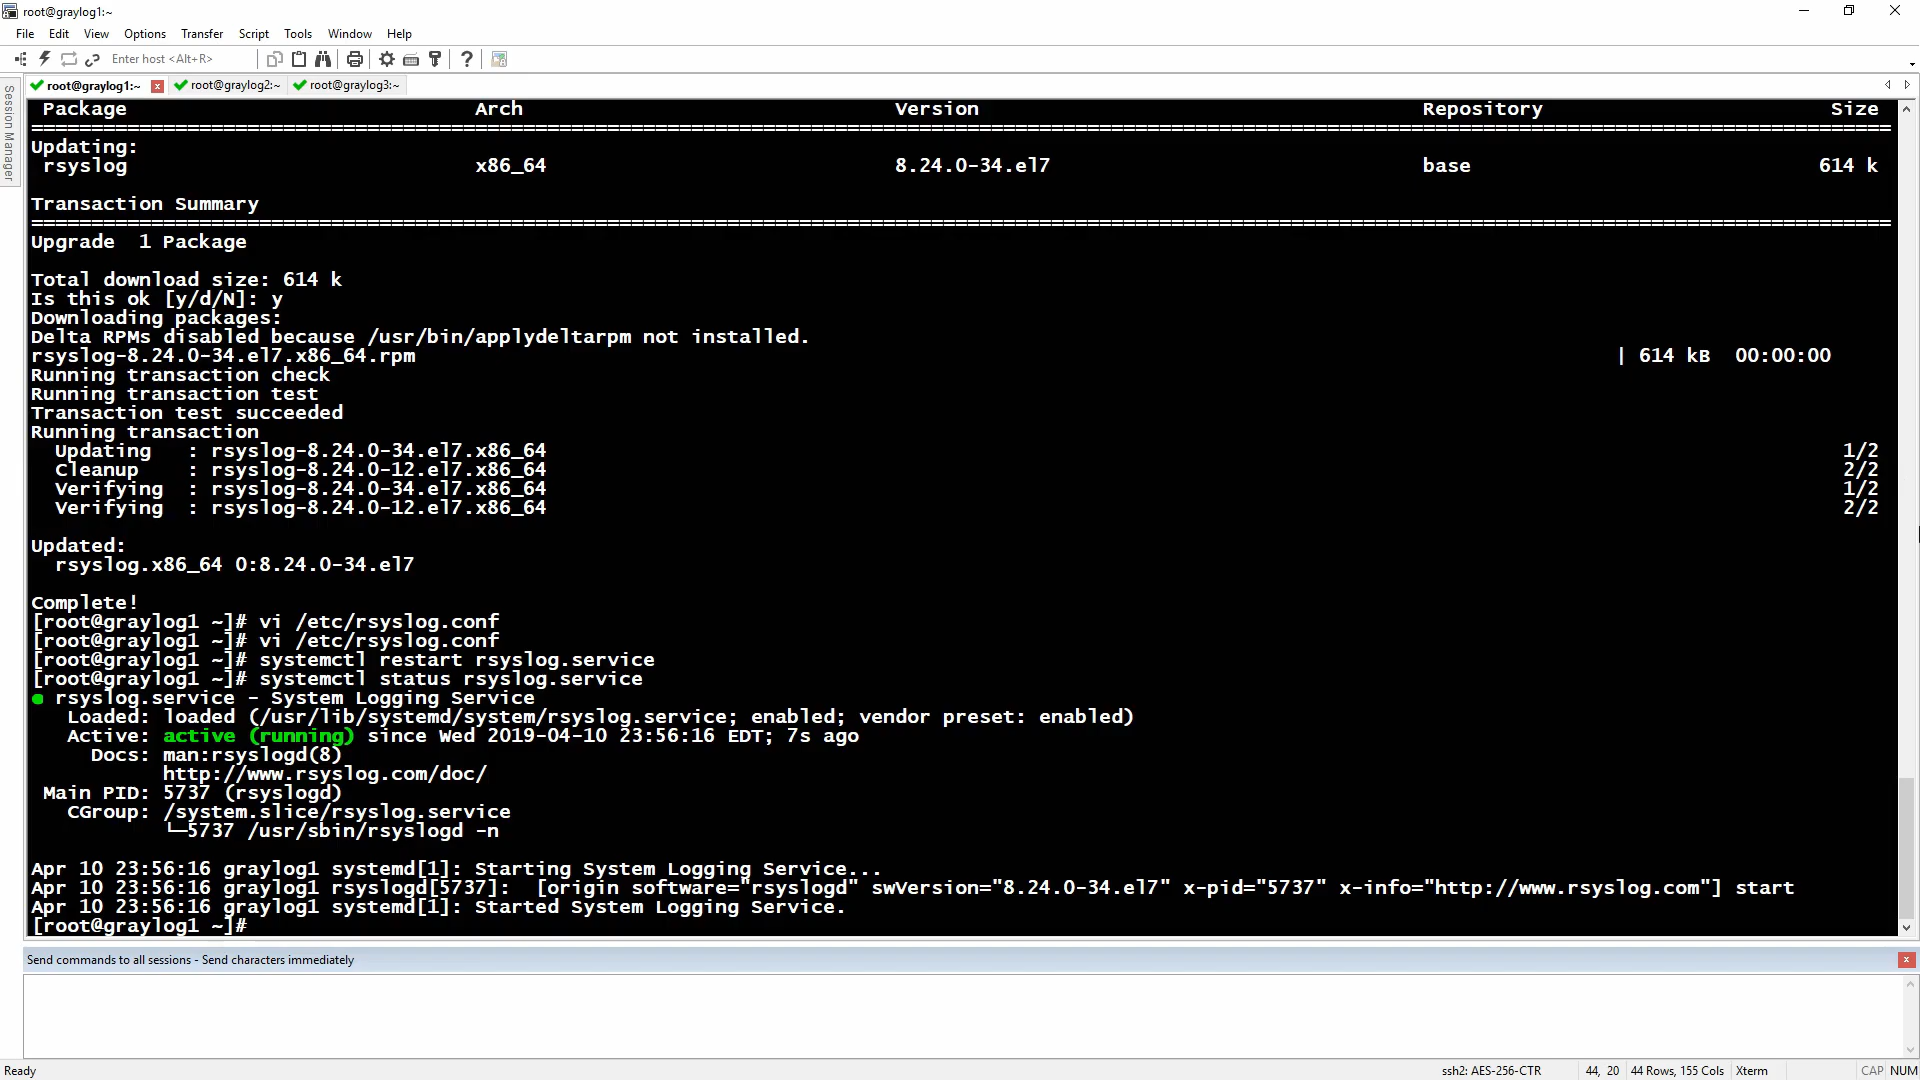 root@graylog1:~
File Edit View Options Transfer Script Tools Window Help
Enter host <Alt+R>
root@graylog1:~ root@graylog2:~ root@graylog3:~
Session Manager
Package Arch Version Repository Size
================================================================================
Updating:
rsyslog x86_64 8.24.0-34.el7 base 614 k
Transaction Summary
================================================================================
Upgrade  1 Package
Total download size: 614 k
Is this ok [y/d/N]: y
Downloading packages:
Delta RPMs disabled because /usr/bin/applydeltarpm not installed.
rsyslog-8.24.0-34.el7.x86_64.rpm | 614 kB  00:00:00
Running transaction check
Running transaction test
Transaction test succeeded
Running transaction
Updating   : rsyslog-8.24.0-34.el7.x86_64 1/2
Cleanup    : rsyslog-8.24.0-12.el7.x86_64 2/2
Verifying  : rsyslog-8.24.0-34.el7.x86_64 1/2
Verifying  : rsyslog-8.24.0-12.el7.x86_64 2/2
Updated:
rsyslog.x86_64 0:8.24.0-34.el7
Complete!
[root@graylog1 ~]# vi /etc/rsyslog.conf
[root@graylog1 ~]# vi /etc/rsyslog.conf
[root@graylog1 ~]# systemctl restart rsyslog.service
[root@graylog1 ~]# systemctl status rsyslog.service
● rsyslog.service - System Logging Service
Loaded: loaded (/usr/lib/systemd/system/rsyslog.service; enabled; vendor preset: enabled)
Active: active (running) since Wed 2019-04-10 23:56:16 EDT; 7s ago
Docs: man:rsyslogd(8)
http://www.rsyslog.com/doc/
Main PID: 5737 (rsyslogd)
CGroup: /system.slice/rsyslog.service
└─5737 /usr/sbin/rsyslogd -n
Apr 10 23:56:16 graylog1 systemd[1]: Starting System Logging Service...
Apr 10 23:56:16 graylog1 rsyslogd[5737]:  [origin software="rsyslogd" swVersion="8.24.0-34.el7" x-pid="5737" x-info="http://www.rsyslog.com"] start
Apr 10 23:56:16 graylog1 systemd[1]: Started System Logging Service.
[root@graylog1 ~]#
Send commands to all sessions - Send characters immediately
Ready ssh2: AES-256-CTR 44, 20 44 Rows, 155 Cols Xterm CAP NUM